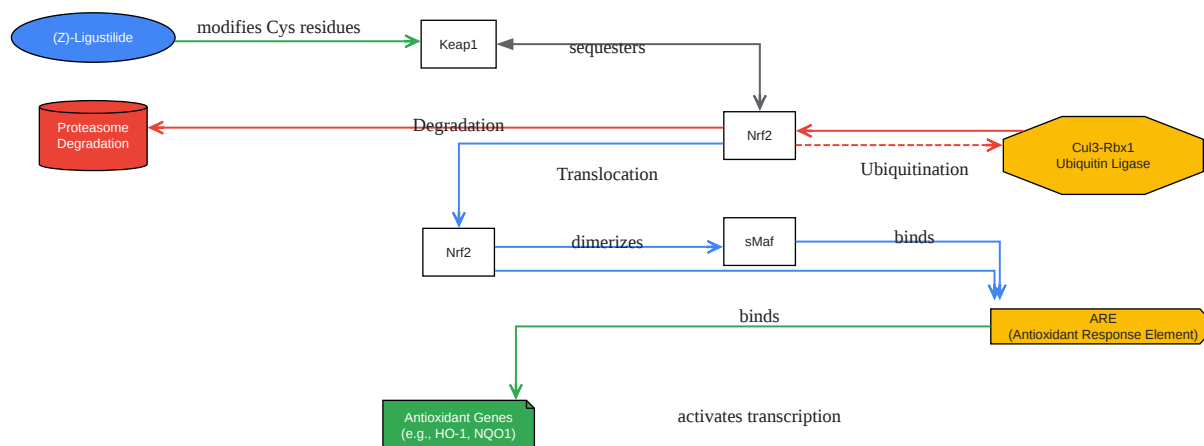 modifies Cys residues
(Z)-Ligustilide
Keap1
sequesters
Proteasome
Degradation
Degradation
Nrf2
Cul3-Rbx1
Ubiquitin Ligase
Ubiquitination
Translocation
Nrf2
dimerizes
sMaf
binds
ARE
(Antioxidant Response Element)
binds
Antioxidant Genes
(e.g., HO-1, NQO1)
activates transcription